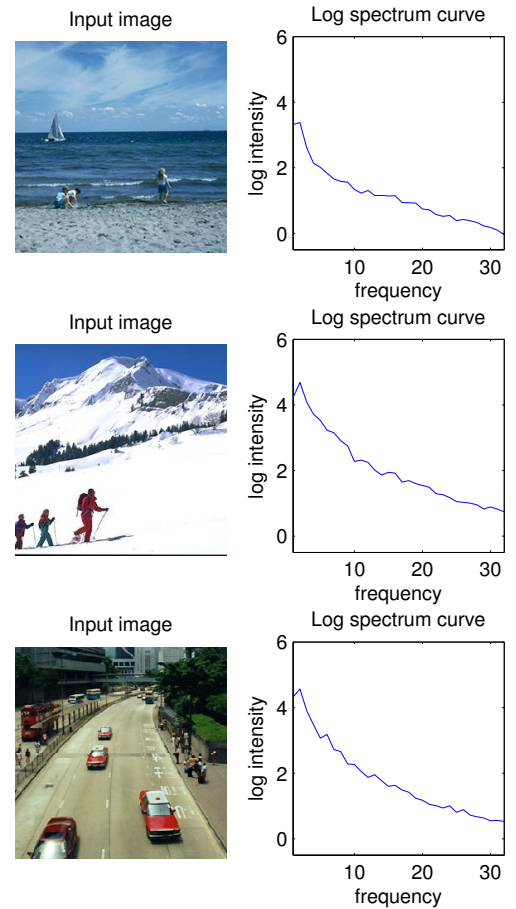 Input image
Log spectrum curve
6
4
2
0
log intensity
10 20 30
frequency
Input image
Log spectrum curve
6
4
2
0
log intensity
10 20 30
frequency
Input image
Log spectrum curve
6
4
2
0
log intensity
10 20 30
frequency